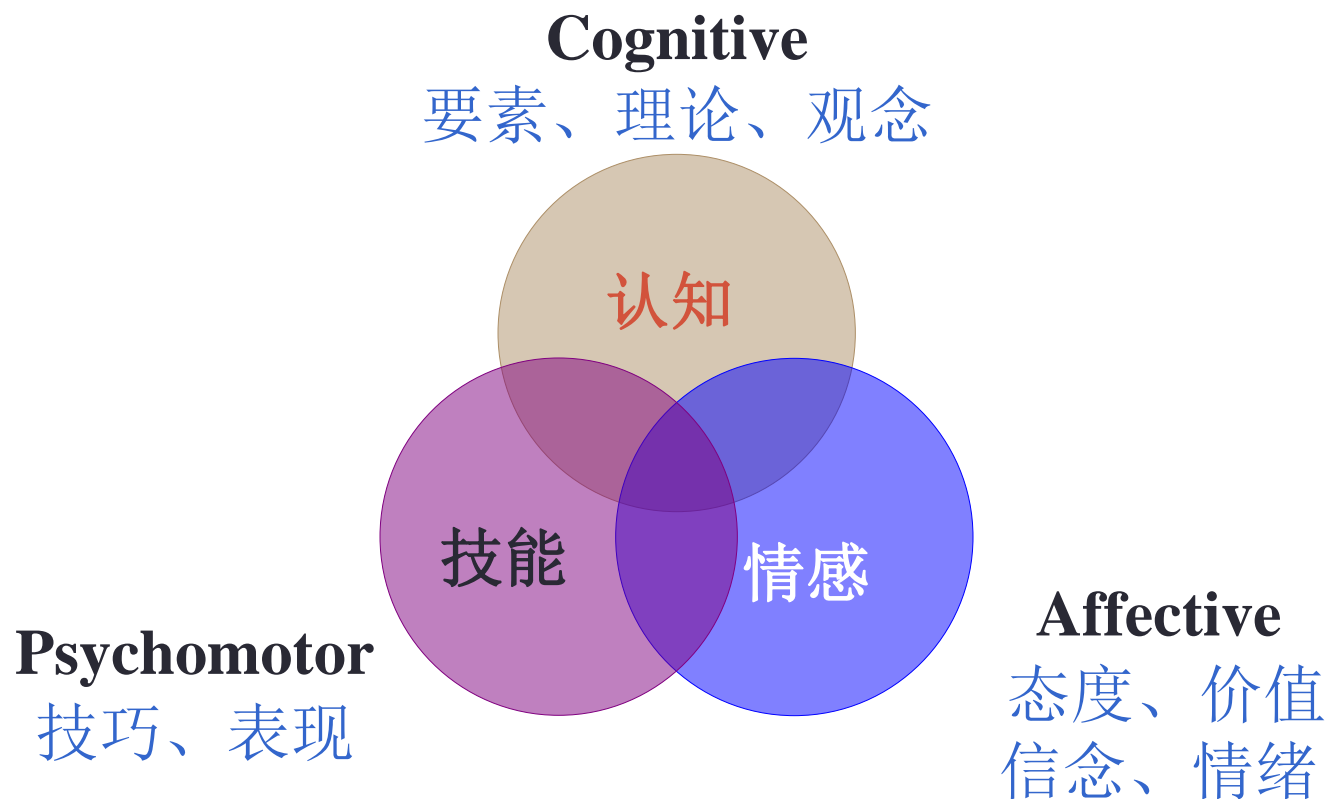 Cognitive
要素、理论、观念
认知
技能
情感
Psychomotor
技巧、表现
Affective
态度、价值
信念、情绪